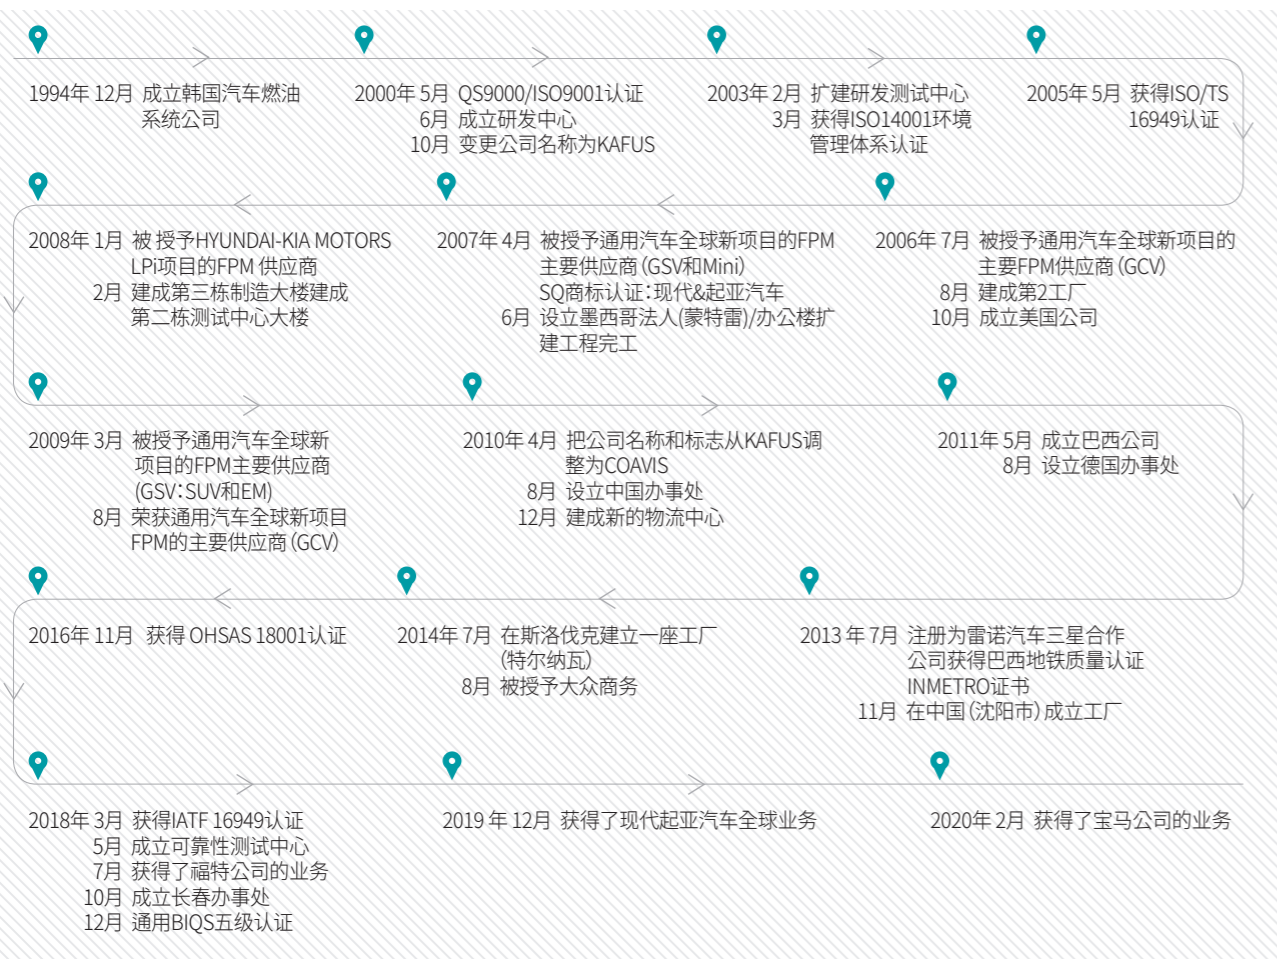 1994年 12月 成立韩国汽车燃油
系统公司
2000年 5月 QS9000/ISO9001认证
6月 成立研发中心
10月 变更公司名称为KAFUS
2003年 2月 扩建研发测试中心
3月 获得ISO14001环境
管理体系认证
2005年 5月 获得ISO/TS
16949认证
2006年 7月 被授予通用汽车全球新项目的
主要FPM供应商(GCV)
8月 建成第2工厂
10月 成立美国公司
2007年 4月 被授予通用汽车全球新项目的FPM
主要供应商(GSV和Mini)
SQ商标认证:现代&起亚汽车
6月 设立墨西哥法人(蒙特雷)/办公楼扩
建工程完工
2008年 1月 被 授予HYUNDAI-KIA MOTORS
LPi项目的FPM 供应商
2月 建成第三栋制造大楼建成
第二栋测试中心大楼
2009年 3月 被授予通用汽车全球新
项目的FPM主要供应商
(GSV:SUV和EM)
8月 荣获通用汽车全球新项目
FPM的主要供应商(GCV)
2010年 4月 把公司名称和标志从KAFUS调
整为COAVIS
8月 设立中国办事处
12月 建成新的物流中心
2011年 5月 成立巴西公司
8月 设立德国办事处
2013 年 7月 注册为雷诺汽车三星合作
公司获得巴西地铁质量认证
INMETRO证书
11月 在中国(沈阳市)成立工厂
2014年 7月 在斯洛伐克建立一座工厂
(特尔纳瓦)
8月 被授予大众商务
2016年 11月 获得 OHSAS 18001认证
2018年 3月 获得IATF 16949认证
5月 成立可靠性测试中心
7月 获得了福特公司的业务
10月 成立长春办事处
12月 通用BIQS五级认证
2019 年 12月 获得了现代起亚汽车全球业务
2020年 2月 获得了宝马公司的业务